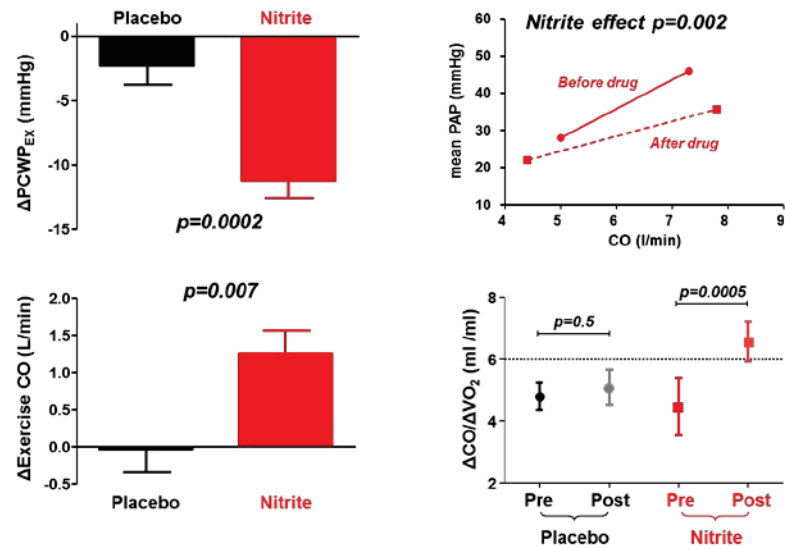 Placebo
Nitrite
0
-5
-10
-15
ΔPCWP_EX (mmHg)
p=0.0002
Nitrite effect p=0.002
60
50
40
30
20
10
mean PAP (mmHg)
Before drug
After drug
4
5
6
7
8
9
CO (l/min)
p=0.007
2.0
1.5
1.0
0.5
0.0
-0.5
ΔExercise CO (L/min)
Placebo
Nitrite
p=0.0005
p=0.5
8
6
4
2
ΔCO/ΔVO₂ (ml /ml)
Pre
Post
Pre
Post
Placebo
Nitrite